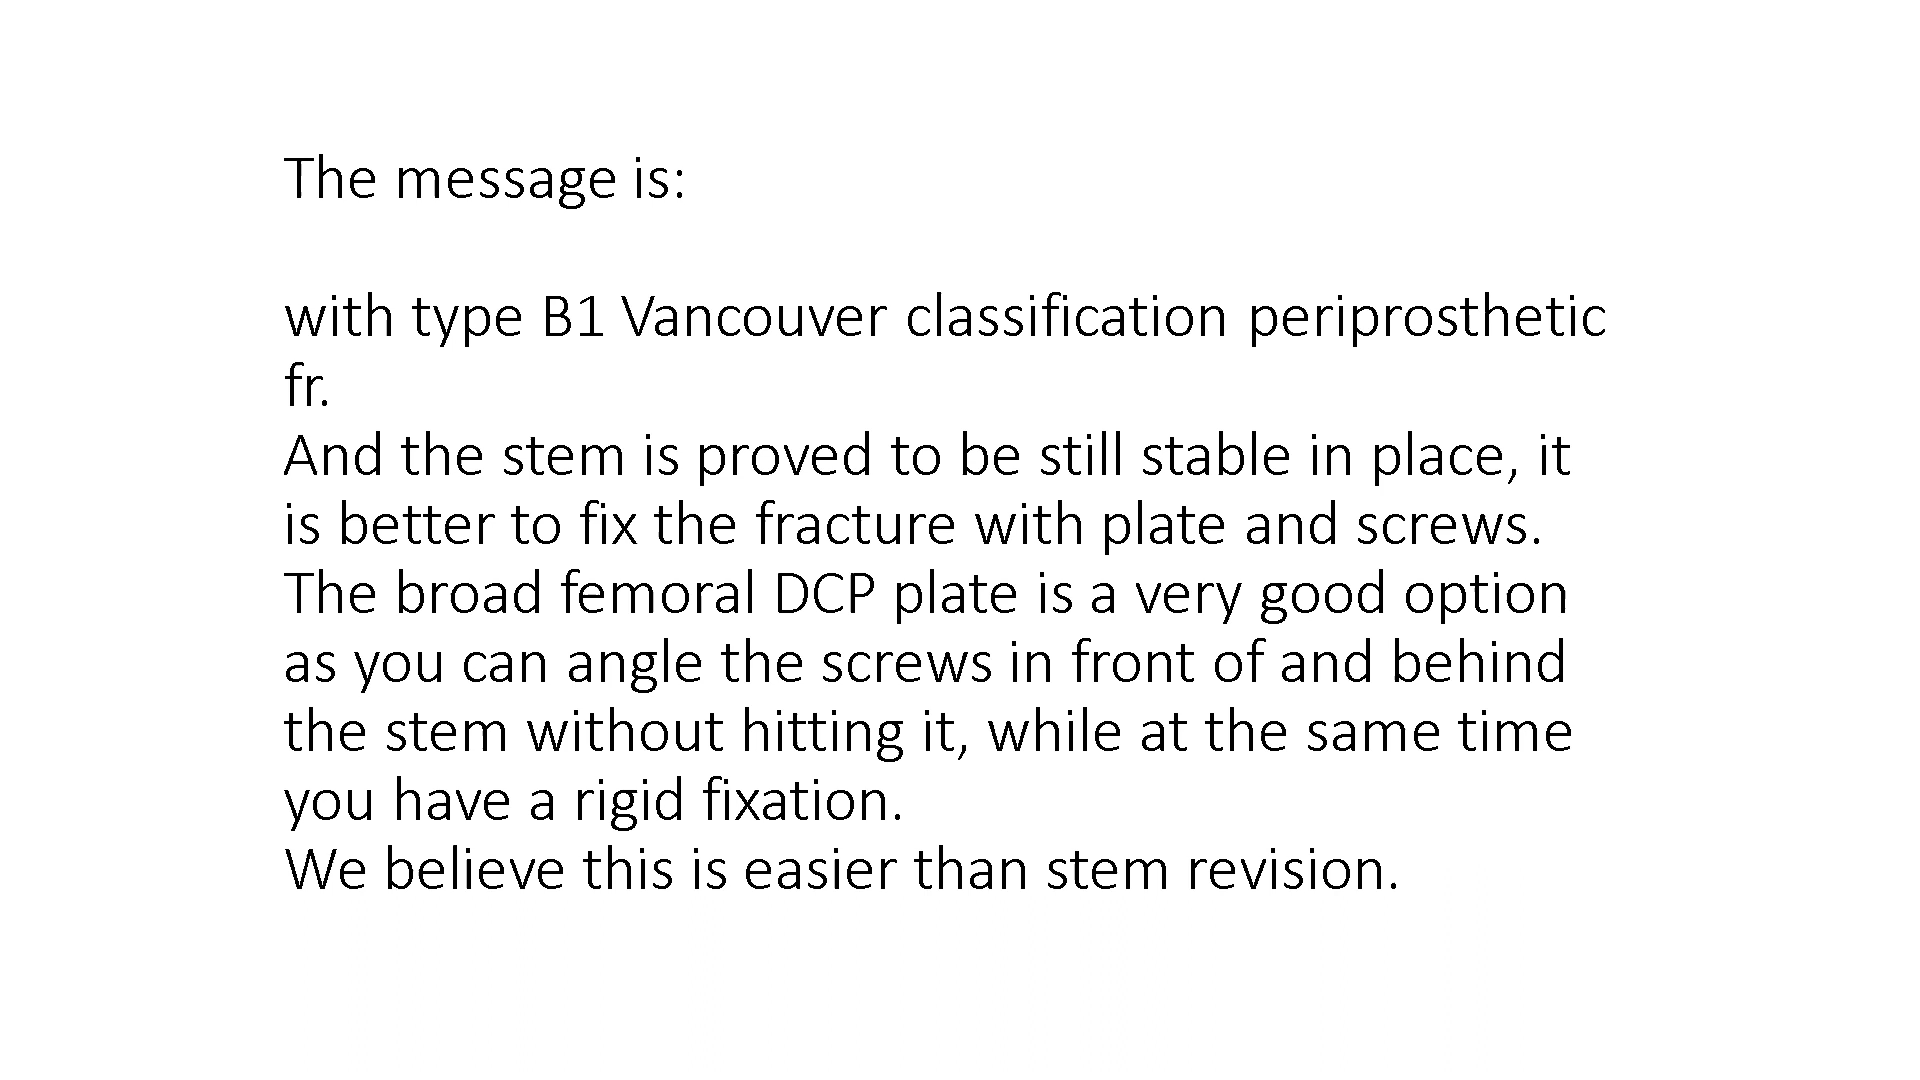 The message is:
with type B1 Vancouver classification periprosthetic
fr.
And the stem is proved to be still stable in place, it
is better to fix the fracture with plate and screws.
The broad femoral DCP plate is a very good option
as you can angle the screws in front of and behind
the stem without hitting it, while at the same time
you have a rigid fixation.
We believe this is easier than stem revision.